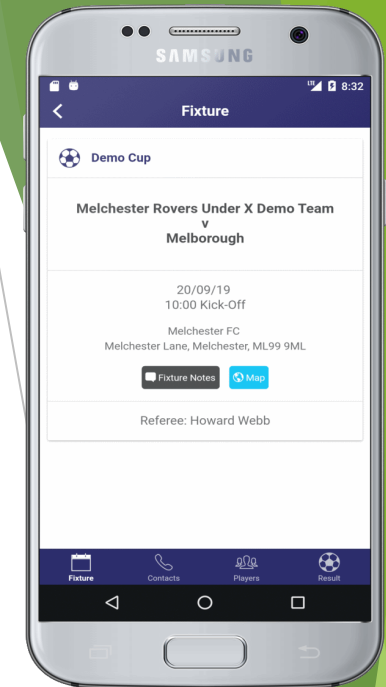 SAMSUNG
LTE 8:32
Fixture
Demo Cup
Melchester Rovers Under X Demo Team
v
Melborough
20/09/19
10:00 Kick-Off
Melchester FC
Melchester Lane, Melchester, ML99 9ML
Fixture Notes Map
Referee: Howard Webb
Fixture Contacts Players Result